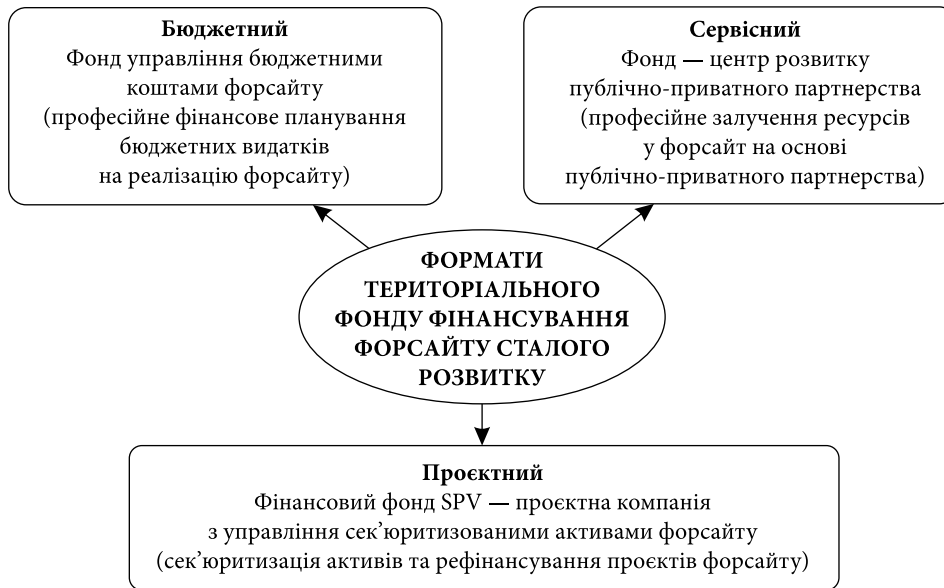 Бюджетний
Фонд управління бюджетними
коштами форсайту
(професійне фінансове планування
бюджетних видатків
на реалізацію форсайту)
Сервісний
Фонд — центр розвитку
публічно-приватного партнерства
(професійне залучення ресурсів
у форсайт на основі
публічно-приватного партнерства)
ФОРМАТИ
ТЕРИТОРІАЛЬНОГО
ФОНДУ ФІНАНСУВАННЯ
ФОРСАЙТУ СТАЛОГО
РОЗВИТКУ
Проєктний
Фінансовий фонд SPV — проєктна компанія
з управління сек’юритизованими активами форсайту
(сек’юритизація активів та рефінансування проєктів форсайту)